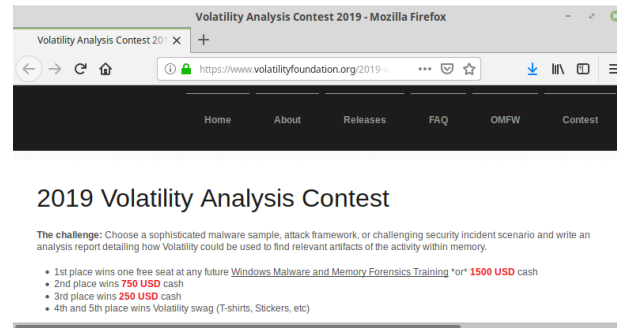 Volatility Analysis Contest 2019 - Mozilla Firefox
Volatility Analysis Contest 201
https://www.volatilityfoundation.org/2019-v
Home About Releases FAQ OMFW Contest
2019 Volatility Analysis Contest
The challenge: Choose a sophisticated malware sample, attack framework, or challenging security incident scenario and write an
analysis report detailing how Volatility could be used to find relevant artifacts of the activity within memory.
• 1st place wins one free seat at any future Windows Malware and Memory Forensics Training *or* 1500 USD cash
• 2nd place wins 750 USD cash
• 3rd place wins 250 USD cash
• 4th and 5th place wins Volatility swag (T-shirts, Stickers, etc)